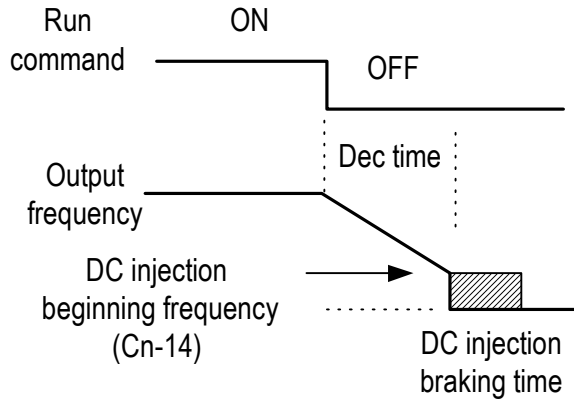 Run
command
ON
OFF
Dec time
Output
frequency
DC injection
beginning frequency
(Cn-14)
DC injection
braking time